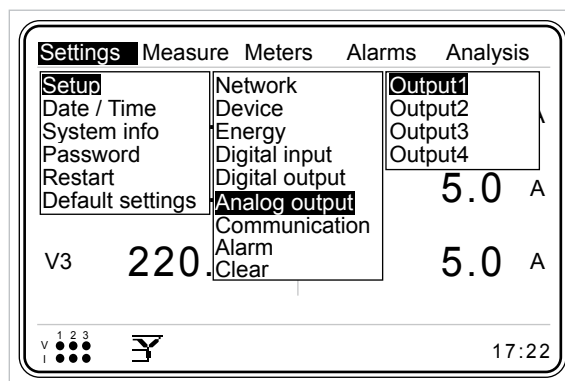 Settings Measure Meters Alarms Analysis
Setup
Date / Time
System info
Password
Restart
Default settings
Network
Device
Energy
Digital input
Digital output
Analog output
Communication
Alarm
Clear
Output1
Output2
Output3
Output4
5.0 A
V3 220. 5.0 A
1 2 3
V
I
17:22